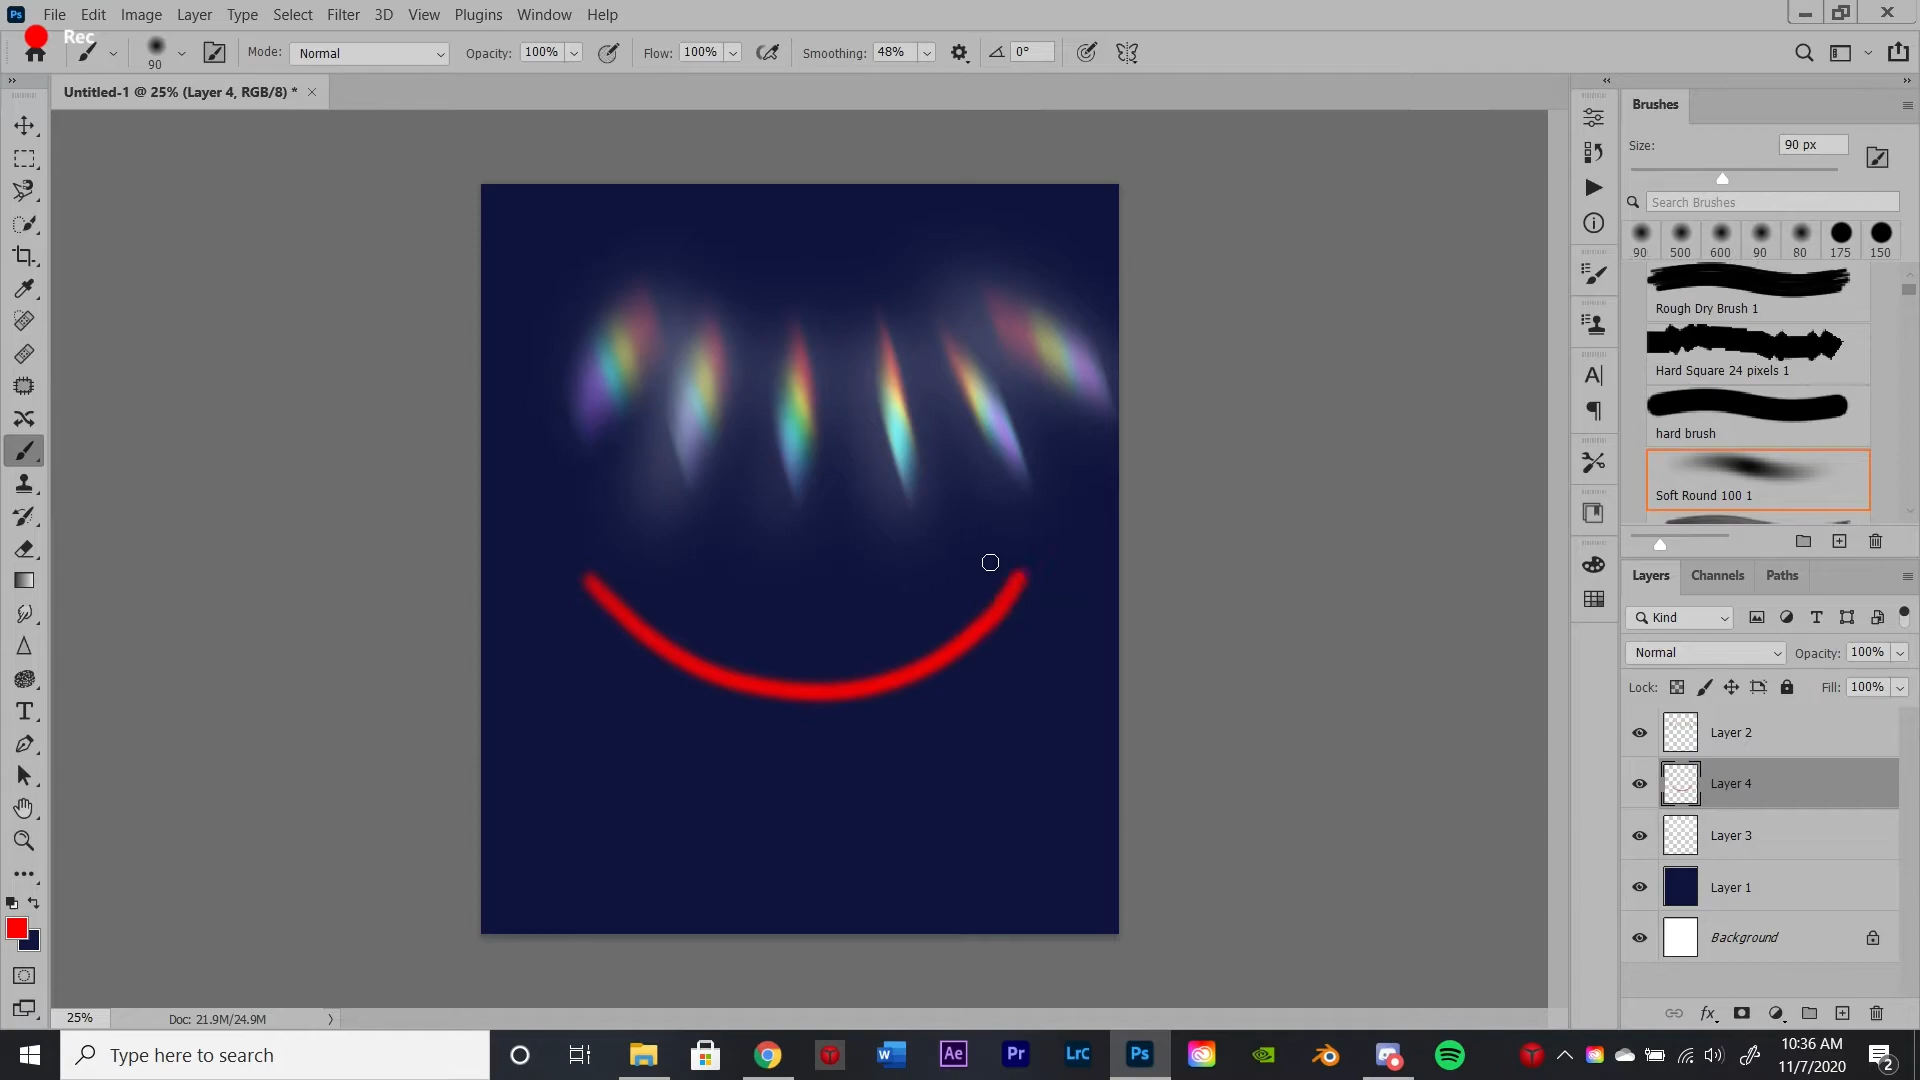 Ps File Edit Image Layer Type Select Filter 3D View Plugins Window Help
Rec
90 Mode: Normal Opacity: 100% Flow: 100% Smoothing: 48% 0°
Untitled-1 @ 25% (Layer 4, RGB/8) *
Brushes
Size: 90 px
Search Brushes
90 500 600 90 80 175 150
Rough Dry Brush 1
Hard Square 24 pixels 1
hard brush
Soft Round 100 1
Layers Channels Paths
Kind
Normal Opacity: 100%
Lock: Fill: 100%
Layer 2
Layer 4
Layer 3
Layer 1
Background
25% Doc: 21.9M/24.9M
Type here to search
Ae Pr LrC Ps
10:36 AM
11/7/2020
2